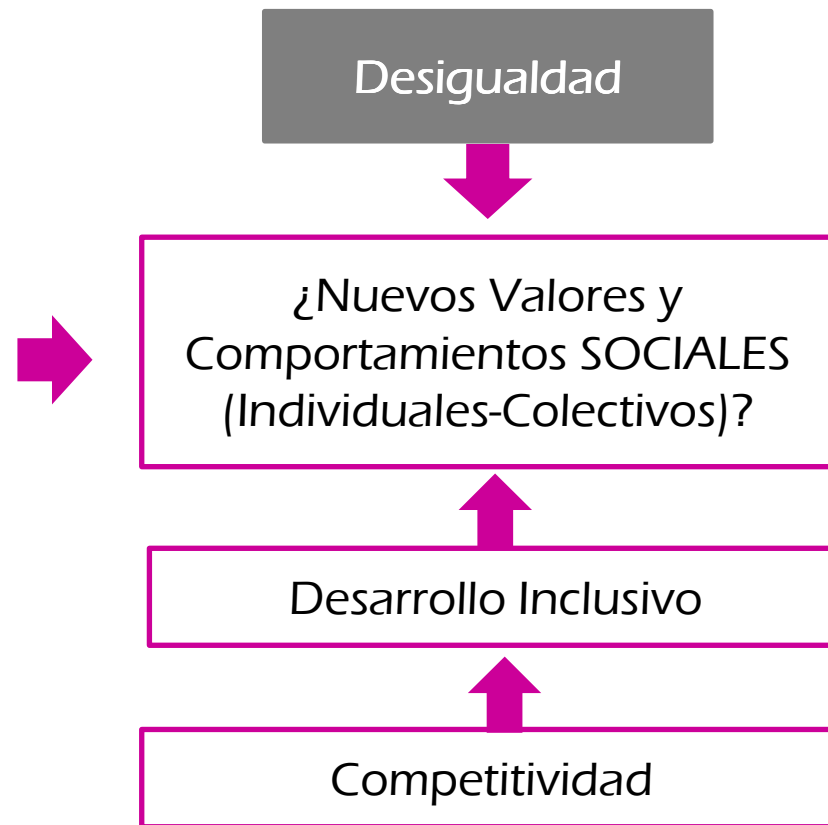 Desigualdad
¿Nuevos Valores y
Comportamientos SOCIALES
(Individuales-Colectivos)?
Desarrollo Inclusivo
Competitividad